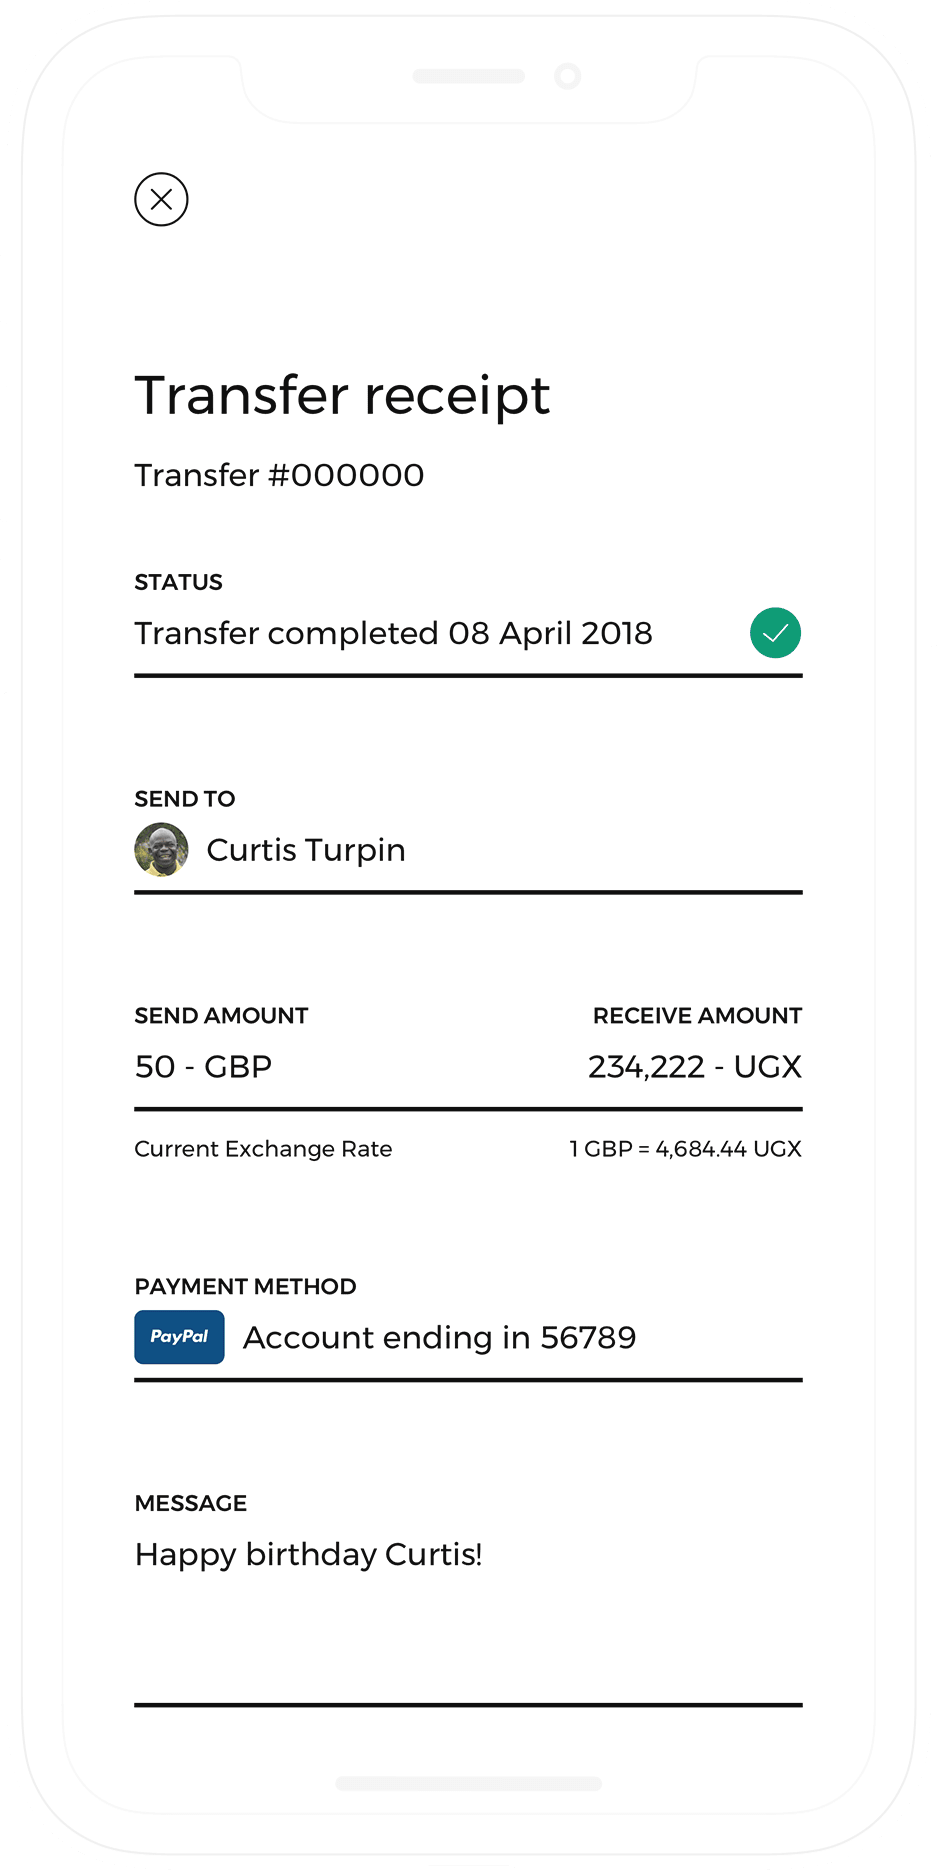 Transfer receipt
Transfer #000000
STATUS
Transfer completed 08 April 2018
SEND TO
Curtis Turpin
SEND AMOUNT RECEIVE AMOUNT
50 - GBP 234,222 - UGX
Current Exchange Rate 1 GBP = 4,684.44 UGX
PAYMENT METHOD
PayPal Account ending in 56789
MESSAGE
Happy birthday Curtis!